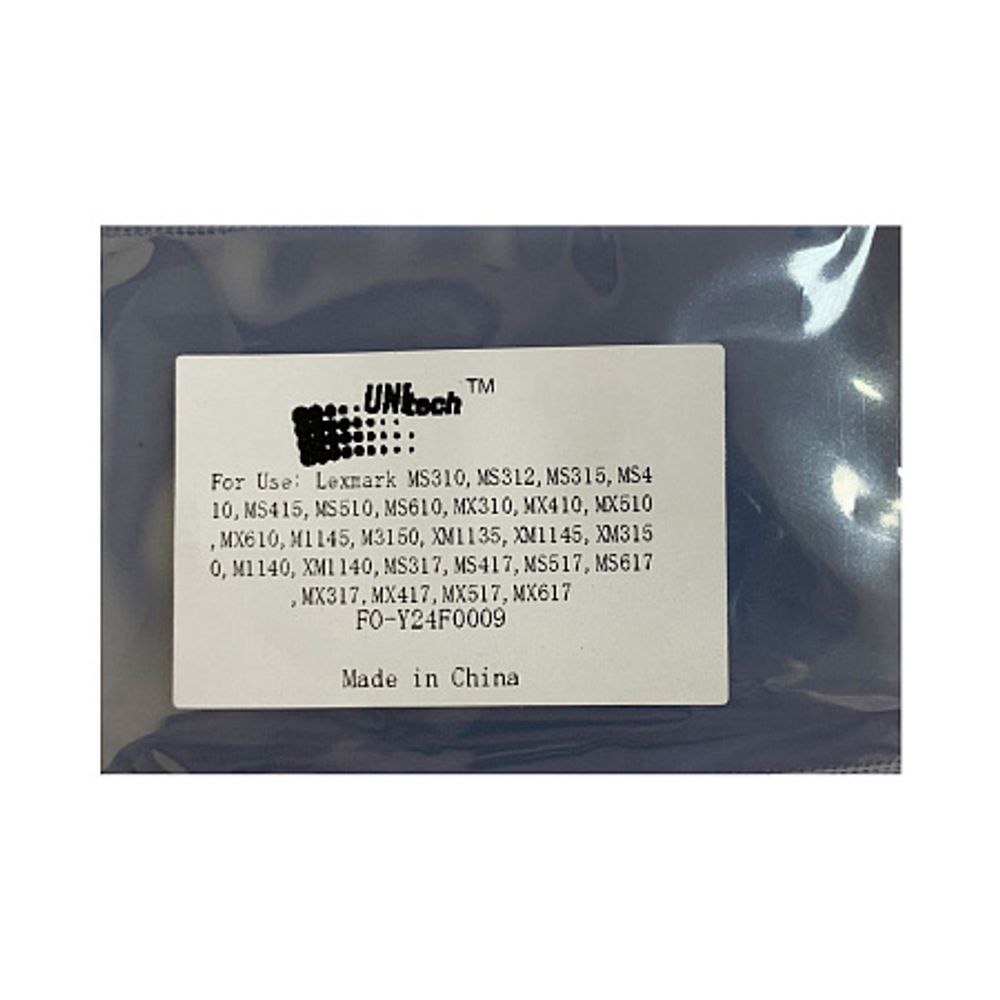 UNItech™
For Use: Lexmark MS310, MS312, MS315, MS4
10, MS415, MS510, MS610, MX310, MX410, MX510
, MX610, M1145, M3150, XM1135, XM1145, XM315
0, M1140, XM1140, MS317, MS417, MS517, MS617
, MX317, MX417, MX517, MX617
FO-Y24F0009
Made in China